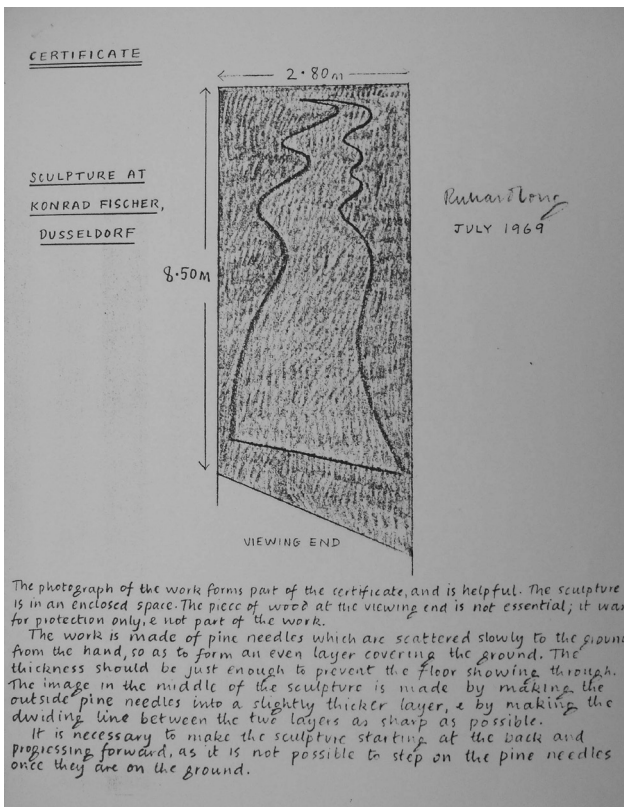 CERTIFICATE
2·80m
SCULPTURE AT
KONRAD FISCHER,
DUSSELDORF
Richard Long
JULY 1969
8·50M
VIEWING END
The photograph of the work forms part of the certificate, and is helpful. The sculpture
is in an enclosed space. The piece of wood at the viewing end is not essential; it was
for protection only, & not part of the work.
The work is made of pine needles which are scattered slowly to the ground
from the hand, so as to form an even layer covering the ground. The
thickness should be just enough to prevent the floor showing through.
The image in the middle of the sculpture is made by making the
outside pine needles into a slightly thicker layer, & by making the
dividing line between the two layers as sharp as possible.
It is necessary to make the sculpture starting at the back and
progressing forward, as it is not possible to step on the pine needles
once they are on the ground.